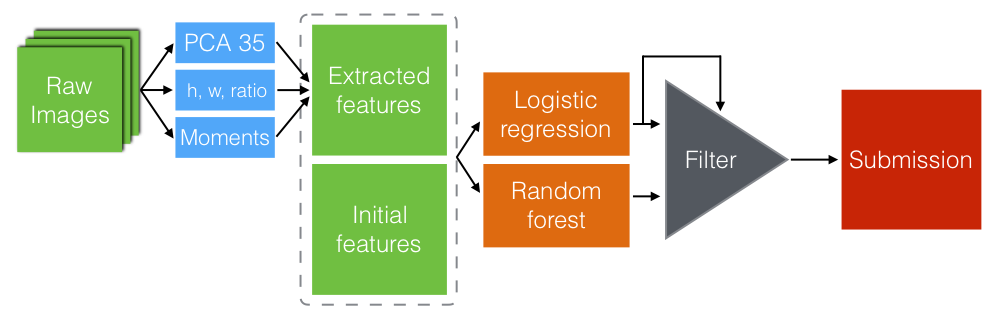 Raw
Images
PCA 35
h, w, ratio
Moments
Extracted
features
Initial
features
Logistic
regression
Random
forest
Filter
Submission